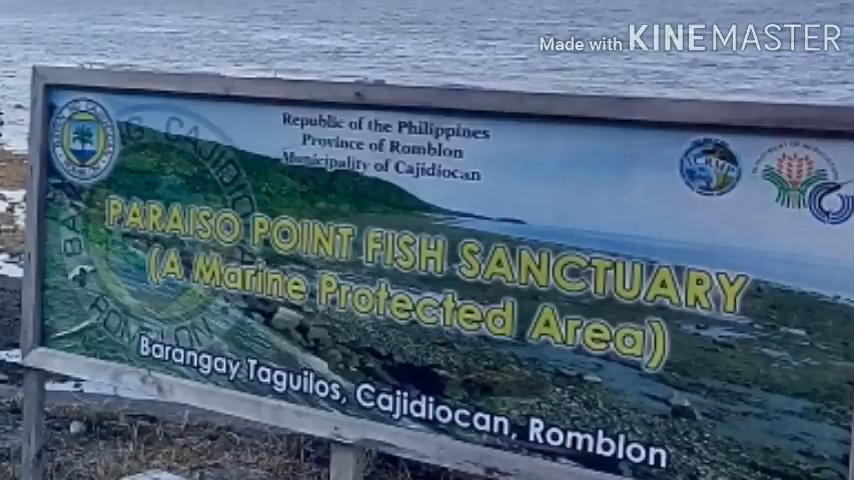 Made with KINEMASTER
Republic of the Philippines
Province of Romblon
Municipality of Cajidiocan
PARAISO POINT FISH SANCTUARY
(A Marine Protected Area)
Barangay Taguilos, Cajidiocan, Romblon